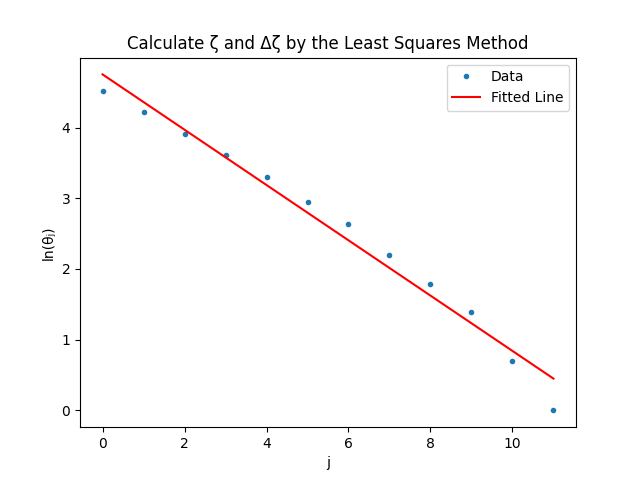 Calculate ζ and Δζ by the Least Squares Method
Data
Fitted Line
ln(θⱼ)
4
3
2
1
0
0
2
4
6
8
10
j